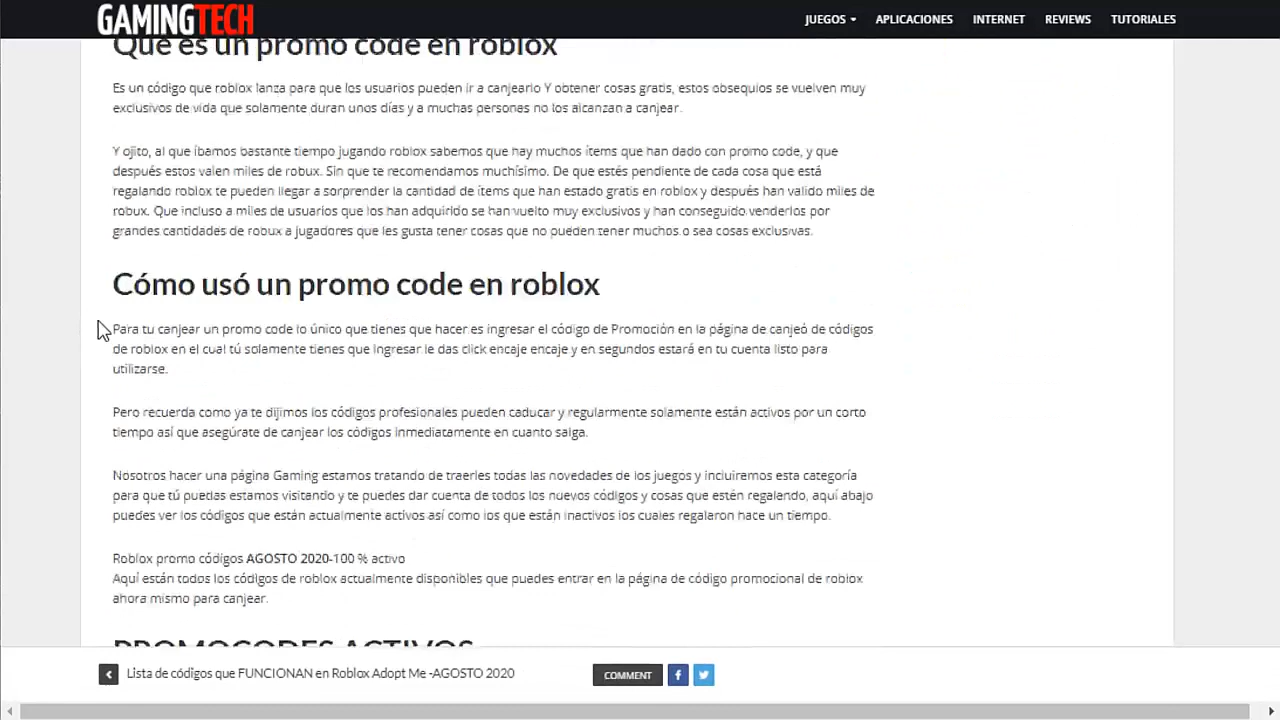 GAMINGTECH
JUEGOS
APLICACIONES
INTERNET
REVIEWS
TUTORIALES
Que es un promo code en roblox
Es un código que roblox lanza para que los usuarios pueden ir a canjearlo Y obtener cosas gratis, estos obsequios se vuelven muy
exclusivos de vida que solamente duran unos días y a muchas personas no los alcanzan a canjear.
Y ojito, al que íbamos bastante tiempo jugando roblox sabemos que hay muchos ítems que han dado con promo code, y que
después estos valen miles de robux. Sin que te recomendamos muchísimo. De que estés pendiente de cada cosa que está
regalando roblox te pueden llegar a sorprender la cantidad de ítems que han estado gratis en roblox y después han valido miles de
robux. Que incluso a miles de usuarios que los han adquirido se han vuelto muy exclusivos y han conseguido venderlos por
grandes cantidades de robux a jugadores que les gusta tener cosas que no pueden tener muchos o sea cosas exclusivas.
Cómo usó un promo code en roblox
Para tu canjear un promo code lo único que tienes que hacer es ingresar el código de Promoción en la página de canjeó de códigos
de roblox en el cual tú solamente tienes que ingresar le das click encaje encaje y en segundos estará en tu cuenta listo para
utilizarse.
Pero recuerda como ya te dijimos los códigos profesionales pueden caducar y regularmente solamente están activos por un corto
tiempo así que asegúrate de canjear los códigos inmediatamente en cuanto salga.
Nosotros hacer una página Gaming estamos tratando de traerles todas las novedades de los juegos y incluiremos esta categoría
para que tú puedas estamos visitando y te puedes dar cuenta de todos los nuevos códigos y cosas que estén regalando, aquí abajo
puedes ver los códigos que están actualmente activos así como los que están inactivos los cuales regalaron hace un tiempo.
Roblox promo códigos AGOSTO 2020-100 % activo
Aquí están todos los códigos de roblox actualmente disponibles que puedes entrar en la página de código promocional de roblox
ahora mismo para canjear.
PROMOCODES ACTIVOS
Lista de códigos que FUNCIONAN en Roblox Adopt Me -AGOSTO 2020
COMMENT